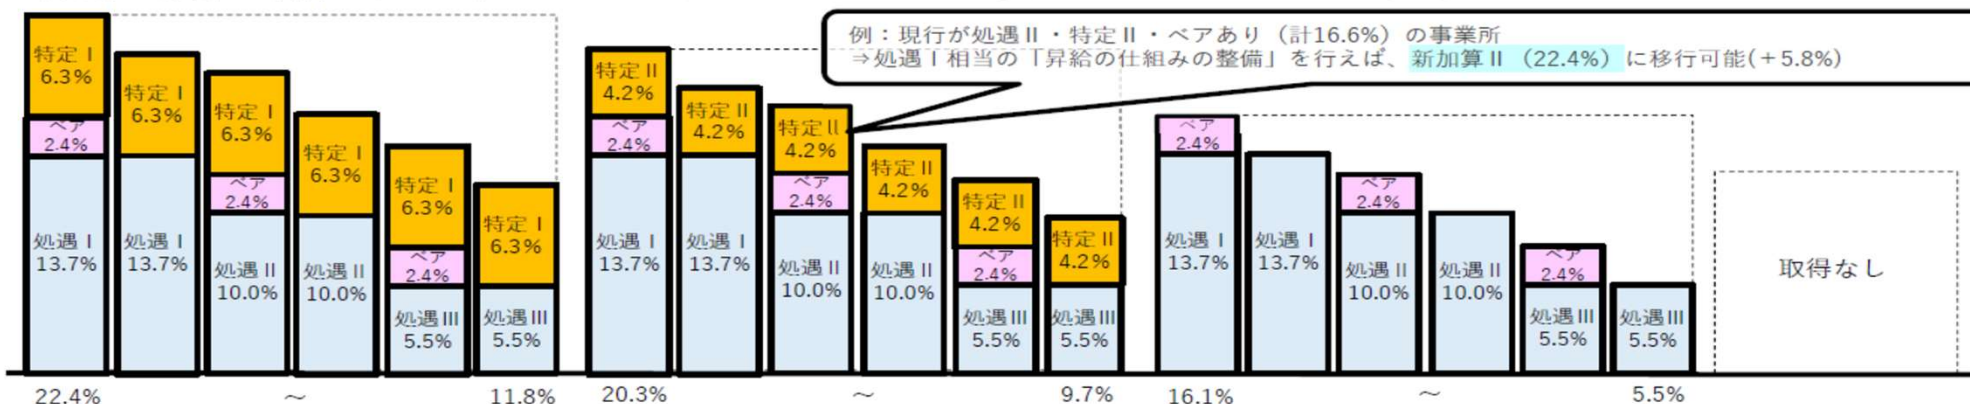 例：現行が処遇Ⅱ・特定Ⅱ・ベアあり（計16.6%）の事業所
⇒処遇Ⅰ相当の「昇給の仕組みの整備」を行えば、新加算Ⅱ（22.4%）に移行可能(＋5.8%)
特定Ⅰ
6.3%
ベア
2.4%
処遇Ⅰ
13.7%
特定Ⅰ
6.3%
処遇Ⅰ
13.7%
特定Ⅰ
6.3%
ベア
2.4%
処遇Ⅱ
10.0%
特定Ⅰ
6.3%
処遇Ⅱ
10.0%
特定Ⅰ
6.3%
ベア
2.4%
処遇Ⅲ
5.5%
特定Ⅰ
6.3%
処遇Ⅲ
5.5%
特定Ⅱ
4.2%
ベア
2.4%
処遇Ⅰ
13.7%
特定Ⅱ
4.2%
処遇Ⅰ
13.7%
特定Ⅱ
4.2%
ベア
2.4%
処遇Ⅱ
10.0%
特定Ⅱ
4.2%
処遇Ⅱ
10.0%
特定Ⅱ
4.2%
ベア
2.4%
処遇Ⅲ
5.5%
特定Ⅱ
4.2%
処遇Ⅲ
5.5%
ベア
2.4%
処遇Ⅰ
13.7%
処遇Ⅰ
13.7%
ベア
2.4%
処遇Ⅱ
10.0%
処遇Ⅱ
10.0%
ベア
2.4%
処遇Ⅲ
5.5%
処遇Ⅲ
5.5%
取得なし
22.4% ～ 11.8% 20.3% ～ 9.7% 16.1% ～ 5.5%